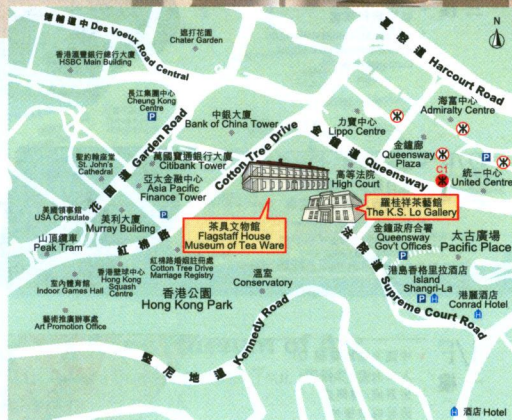 德輔道中 Des Voeux Road Central
遮打花園
Chater Garden
夏慤道 Harcourt Road
N
香港滙豐銀行總行大廈
HSBC Main Building
長江集團中心
Cheung Kong
Centre
P
中銀大廈
Bank of China Tower
力寶中心
Lippo Centre
海富中心
Admiralty Centre
花園道 Garden Road
Cotton Tree Drive
紅棉路
金鐘道 Queensway
金鐘廊
Queensway
Plaza
C1
P
統一中心
United Centre
聖約翰座堂
St. John's
Cathedral
萬國寶通銀行大廈
Citibank Tower
亞太金融中心
Asia Pacific
Finance Tower
高等法院
High Court
羅桂祥茶藝館
The K.S. Lo Gallery
美國領事館
USA Consulate
美利大廈
Murray Building
P
山頂纜車
Peak Tram
茶具文物館
Flagstaff House
Museum of Tea Ware
金鐘政府合署
Queensway
Gov't Offices
P
太古廣場
Pacific Place
紅棉路婚姻註冊處
Cotton Tree Drive
Marriage Registry
香港壁球中心
Hong Kong
Squash
Centre
室內體育館
Indoor Games Hall
香港公園
Hong Kong Park
溫室
Conservatory
港島香格里拉酒店
Island
Shangri-La
港麗酒店
Conrad Hotel
法院道 Supreme Court Road
藝術推廣辦事處
Art Promotion Office
堅尼地道 Kennedy Road
酒店 Hotel